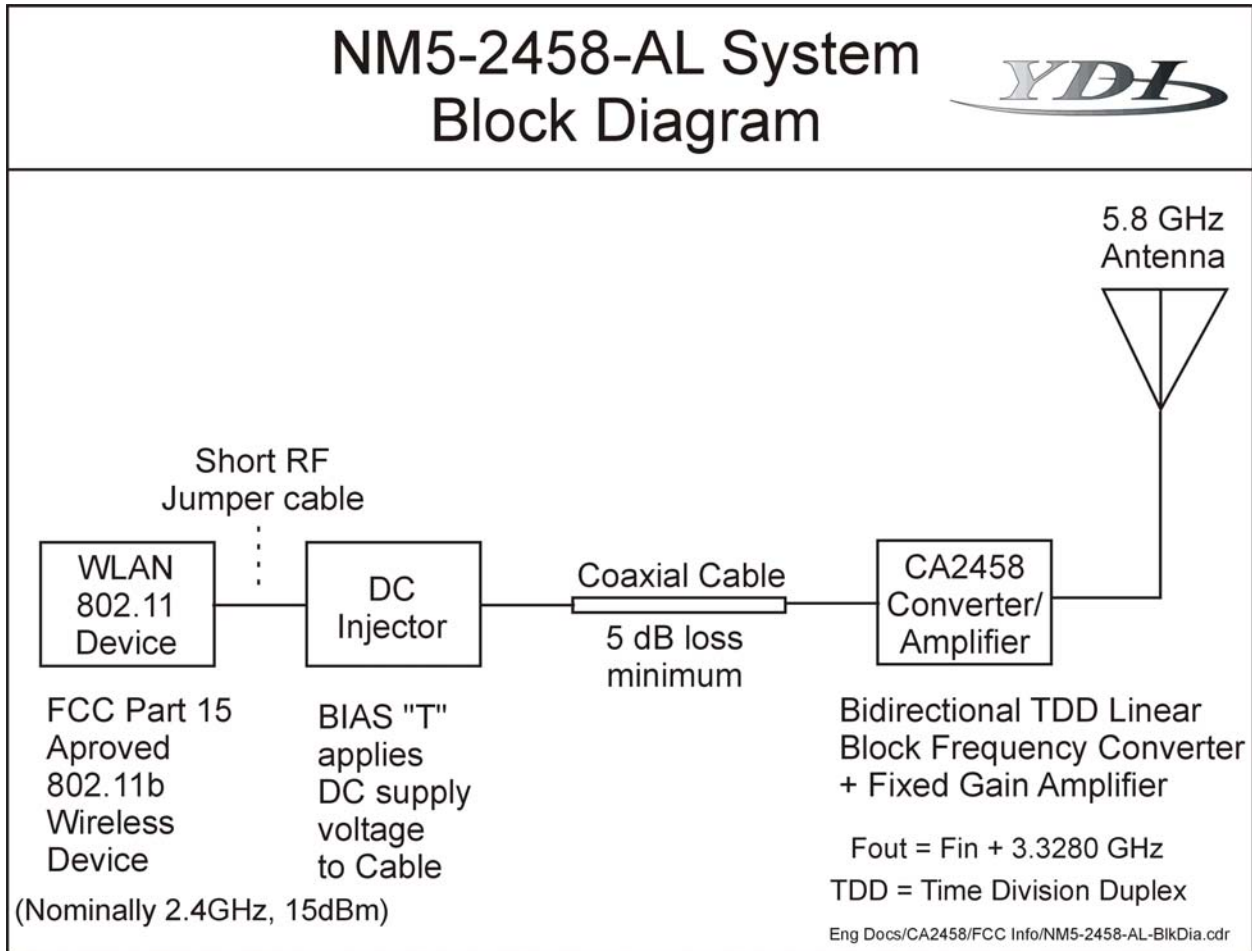 NM5-2458-AL System
Block Diagram
YDI
5.8 GHz
Antenna
Short RF
Jumper cable
WLAN
802.11
Device
DC
Injector
Coaxial Cable
5 dB loss
minimum
CA2458
Converter/
Amplifier
FCC Part 15
Aproved
802.11b
Wireless
Device
(Nominally 2.4GHz, 15dBm)
BIAS "T"
applies
DC supply
voltage
to Cable
Bidirectional TDD Linear
Block Frequency Converter
+ Fixed Gain Amplifier
Fout = Fin + 3.3280 GHz
TDD = Time Division Duplex
Eng Docs/CA2458/FCC Info/NM5-2458-AL-BlkDia.cdr